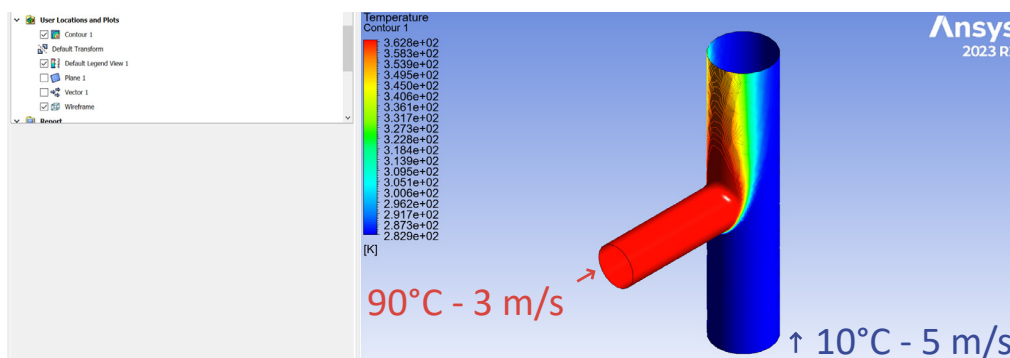 User Locations and Plots
Contour 1
Default Transform
Default Legend View 1
Plane 1
Vector 1
Wireframe
Report
Temperature
Contour 1
3.628e+02
3.583e+02
3.539e+02
3.495e+02
3.450e+02
3.406e+02
3.361e+02
3.317e+02
3.273e+02
3.228e+02
3.184e+02
3.139e+02
3.095e+02
3.051e+02
3.006e+02
2.962e+02
2.917e+02
2.873e+02
2.829e+02
[K]
Ansys
2023 R
90°C - 3 m/s
↑ 10°C - 5 m/s